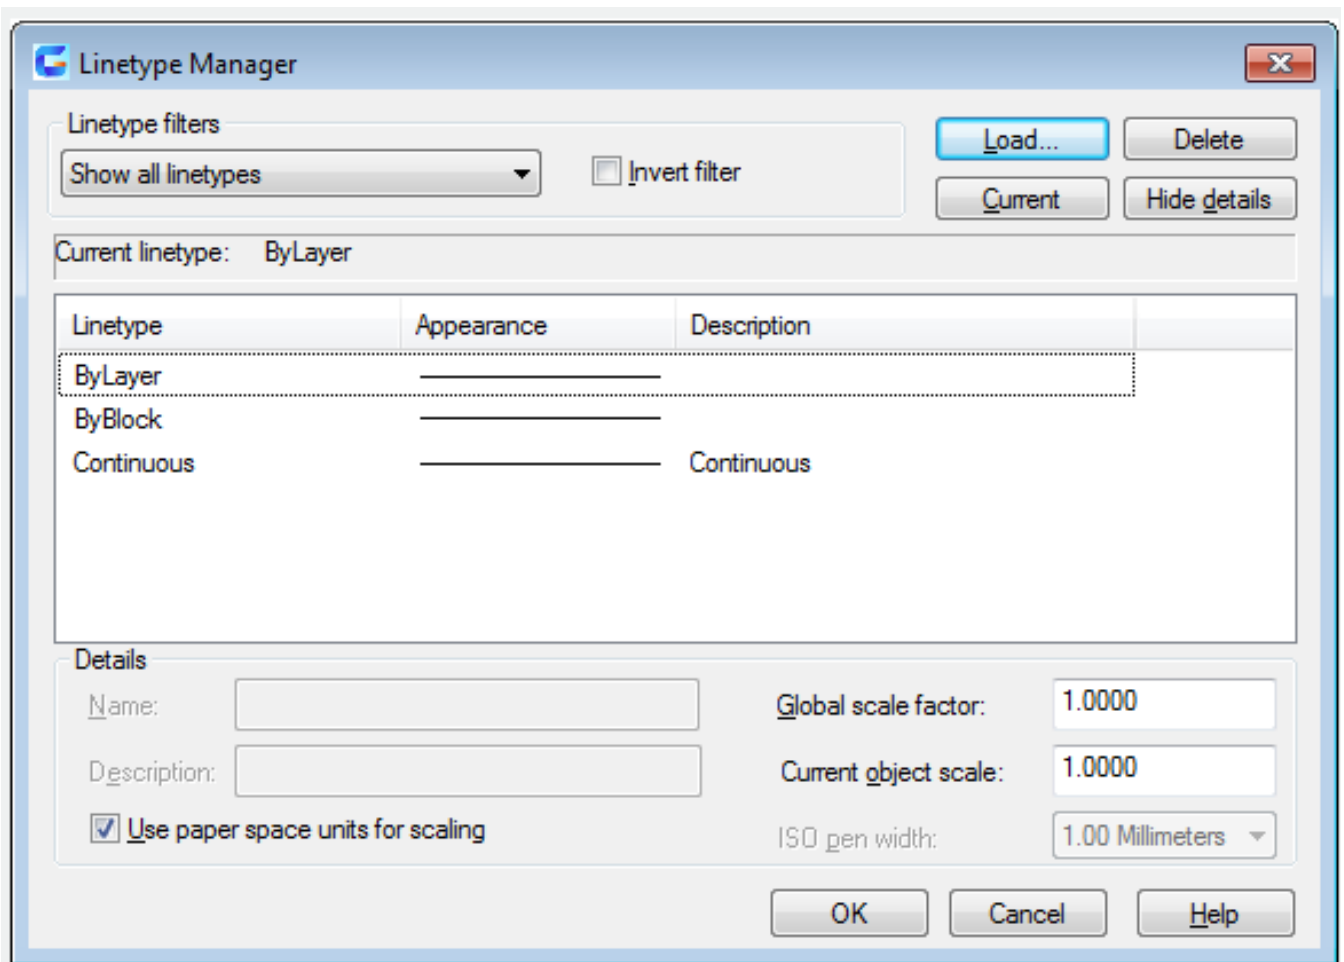 Linetype Manager
Linetype filters
Show all linetypes
Invert filter
Load...
Delete
Current
Hide details
Current linetype: ByLayer
Linetype Appearance Description
ByLayer
ByBlock
Continuous Continuous
Details
Name:
Global scale factor: 1.0000
Description:
Current object scale: 1.0000
Use paper space units for scaling
ISO pen width: 1.00 Millimeters
OK Cancel Help